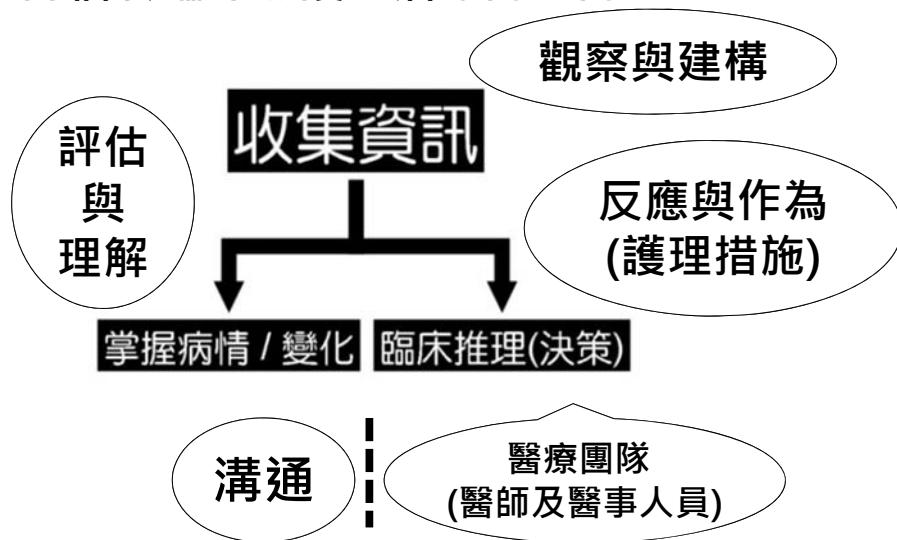 觀察與建構
收集資訊
評估
與
理解
反應與作為
(護理措施)
掌握病情 / 變化
臨床推理(決策)
溝通
醫療團隊
(醫師及醫事人員)